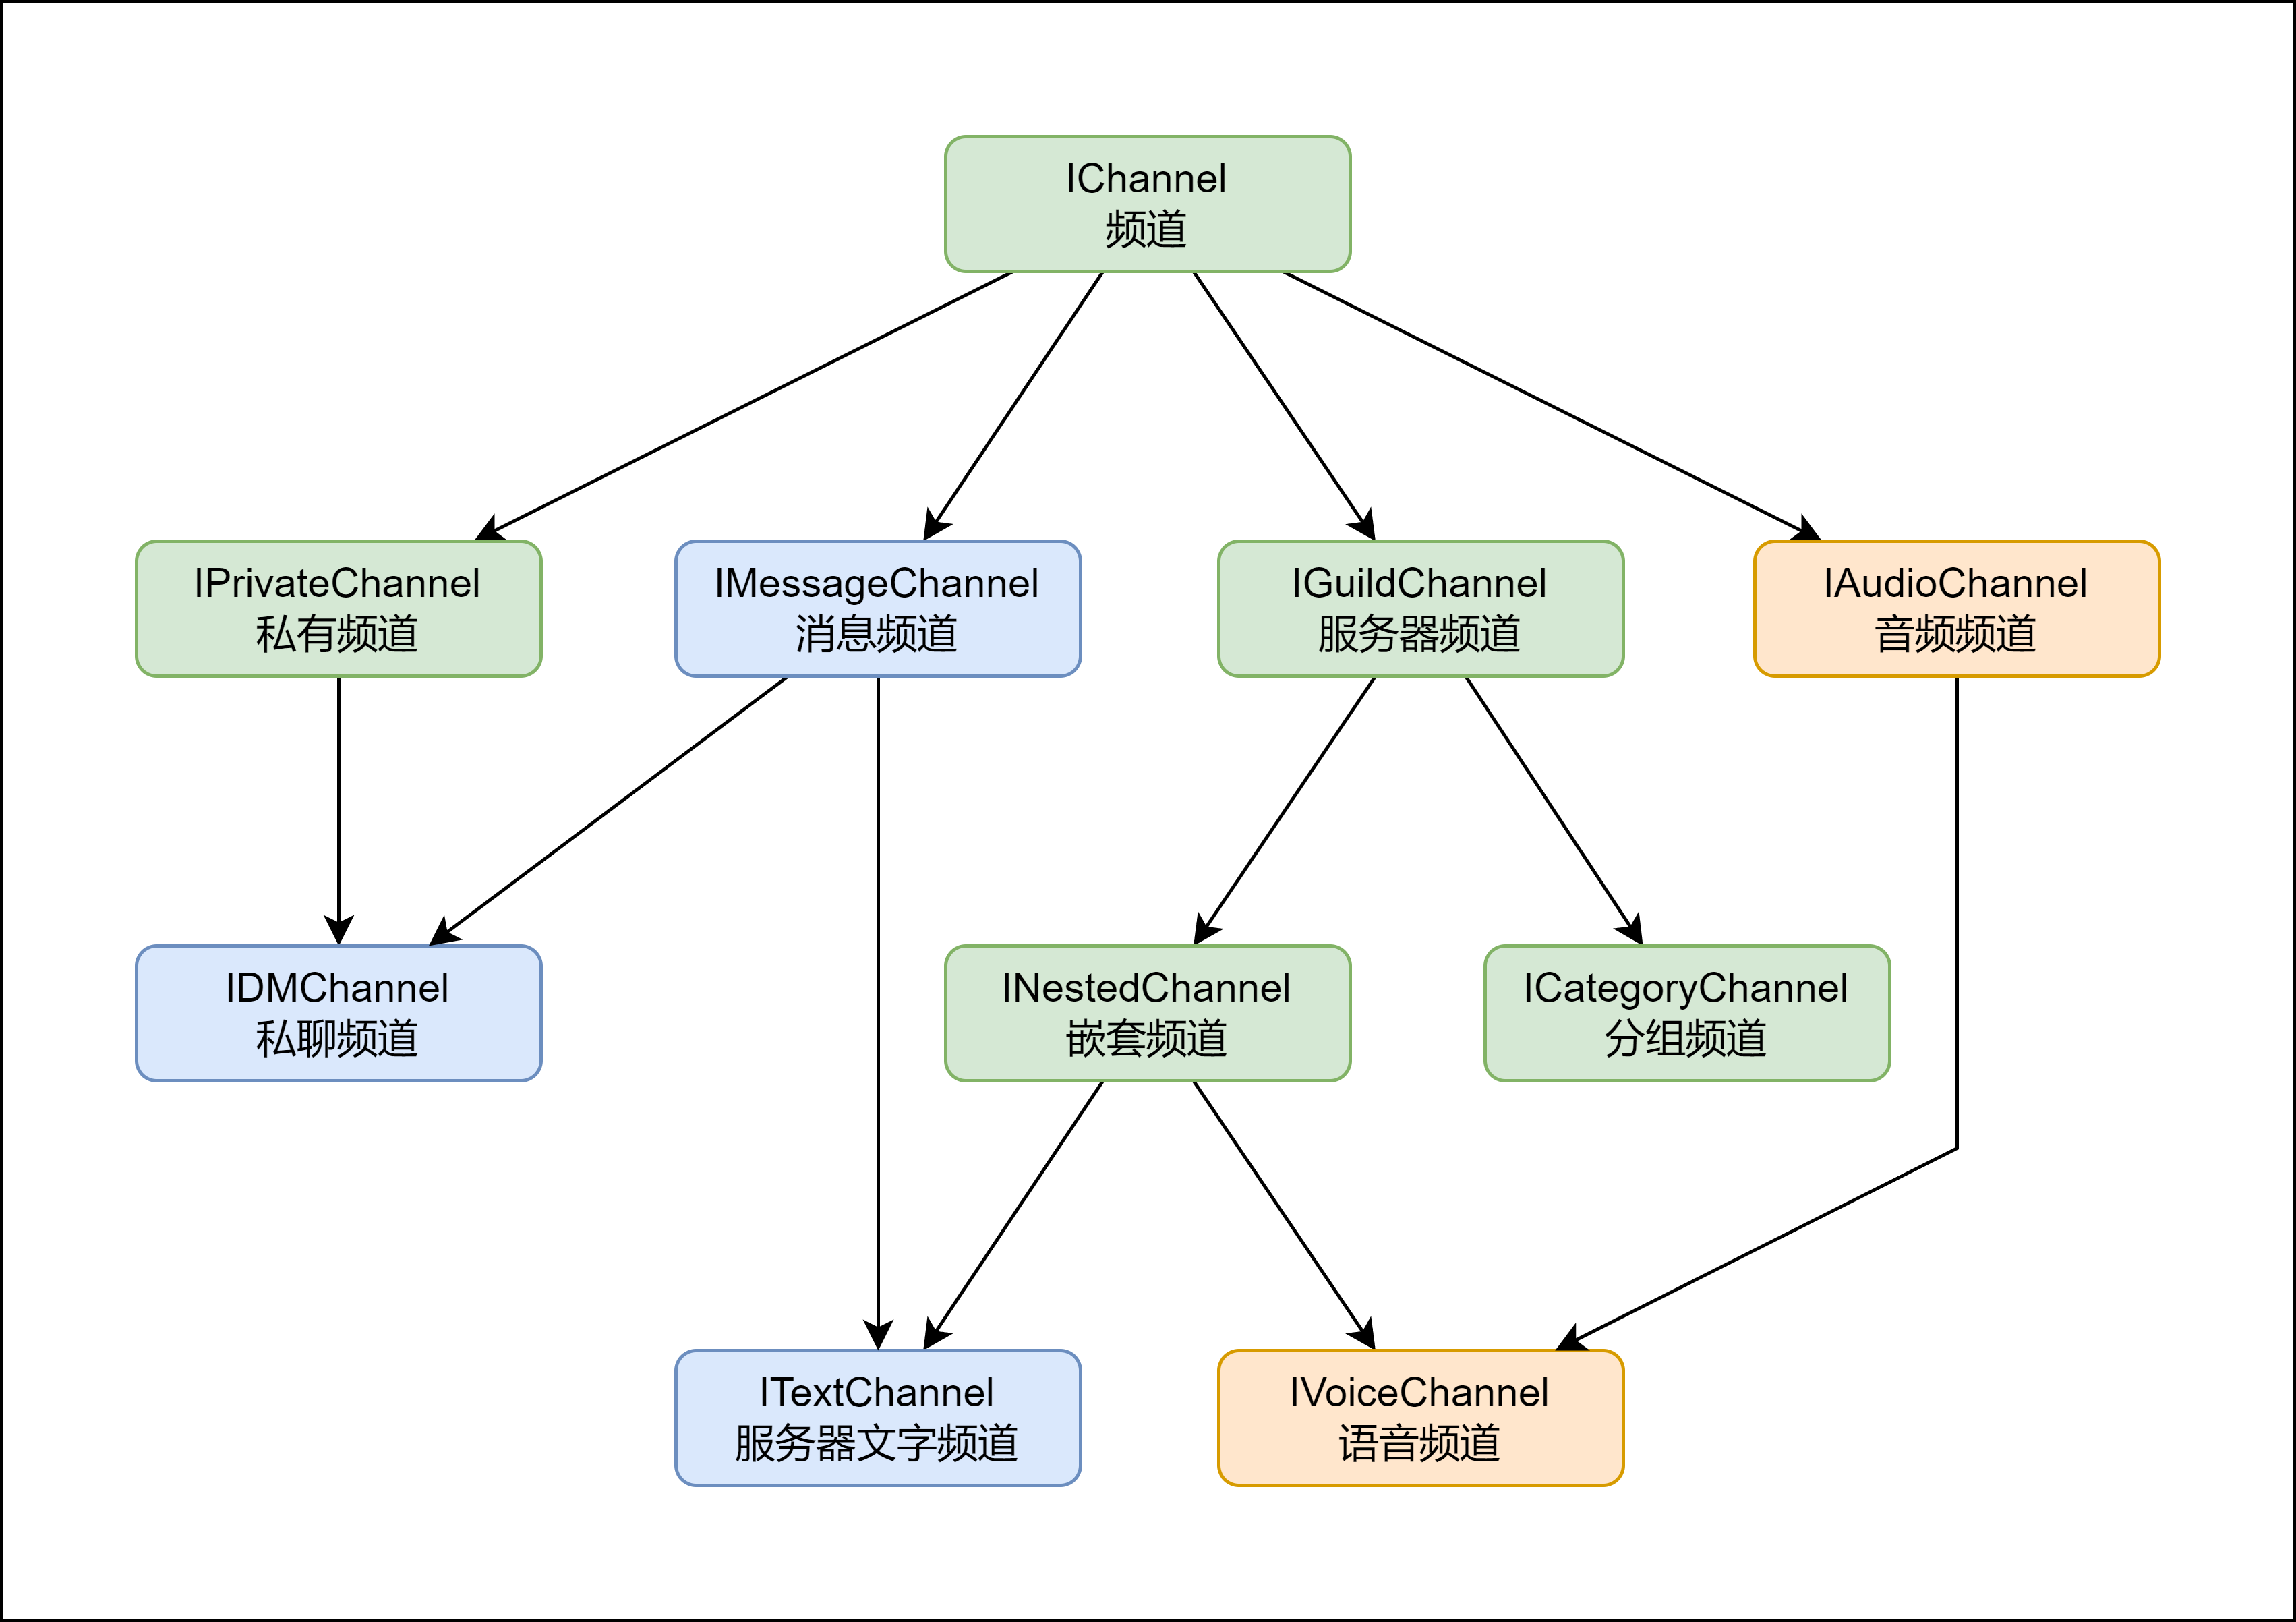 IChannel
频道
IPrivateChannel
私有频道
IMessageChannel
消息频道
IGuildChannel
服务器频道
IAudioChannel
音频频道
IDMChannel
私聊频道
INestedChannel
嵌套频道
ICategoryChannel
分组频道
ITextChannel
服务器文字频道
IVoiceChannel
语音频道